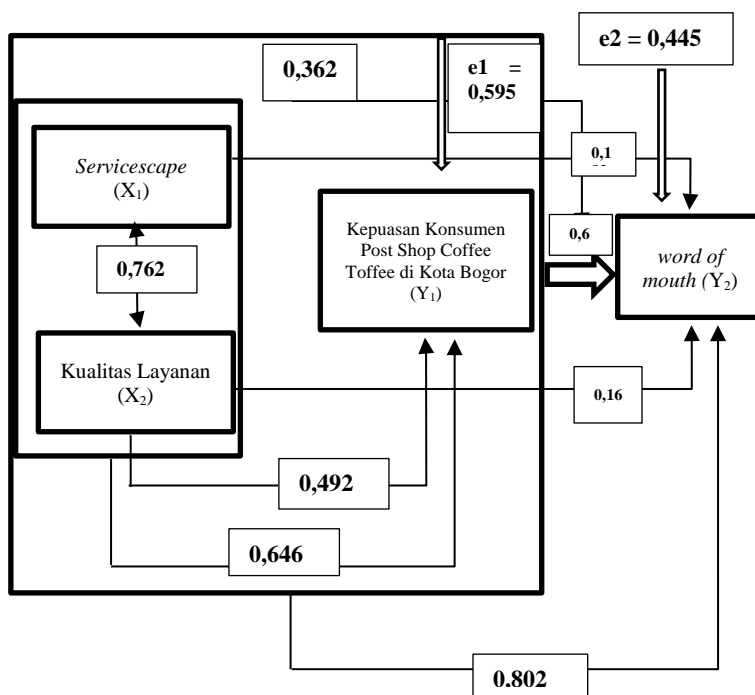 0,362
e1 =
0,595
e2 = 0,445
Servicescape
(X1)
0,1
0,762
Kepuasan Konsumen
Post Shop Coffee
Toffee di Kota Bogor
(Y1)
0,6
word of
mouth (Y2)
Kualitas Layanan
(X2)
0,16
0,492
0,646
0,802